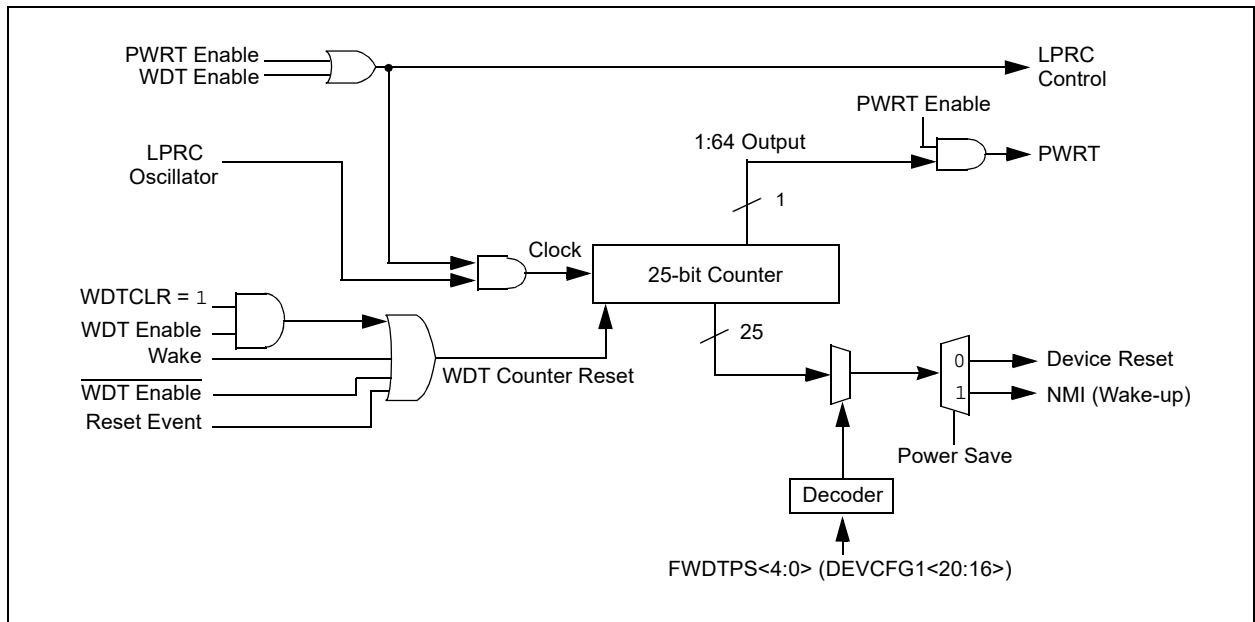 PWRT Enable
WDT Enable
LPRC
Control
PWRT Enable
LPRC
Oscillator
1:64 Output
PWRT
1
Clock
25-bit Counter
WDTCLR = 1
WDT Enable
Wake
WDT Enable
Reset Event
WDT Counter Reset
25
0
1
Device Reset
NMI (Wake-up)
Power Save
Decoder
FWDTPS<4:0> (DEVCFG1<20:16>)